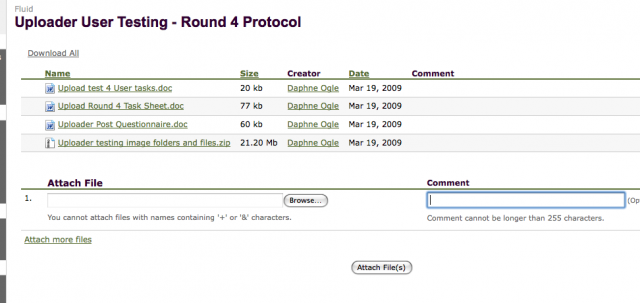 Fluid
Uploader User Testing - Round 4 Protocol
Download All
Name Size Creator Date Comment
Upload test 4 User tasks.doc 20 kb Daphne Ogle Mar 19, 2009
Upload Round 4 Task Sheet.doc 77 kb Daphne Ogle Mar 19, 2009
Uploader Post Questionnaire.doc 60 kb Daphne Ogle Mar 19, 2009
Uploader testing image folders and files.zip 21.20 Mb Daphne Ogle Mar 19, 2009
Attach File Comment
1. Browse... (Op
You cannot attach files with names containing '+' or '&' characters. Comment cannot be longer than 255 characters.
Attach more files
Attach File(s)